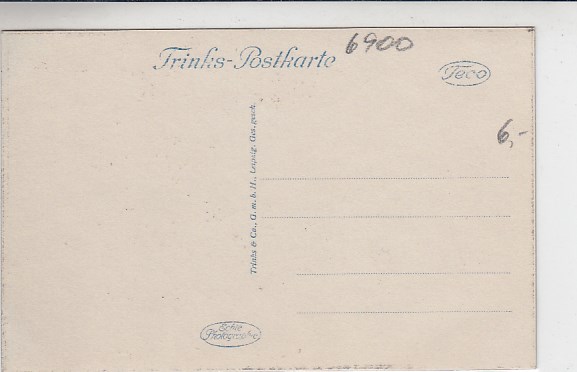 Trinks-Postkarte
6900
Teco
6,-
Trinks & Co., G. m. b. H., Leipzig. Ges. gesch.
Echte
Photographie